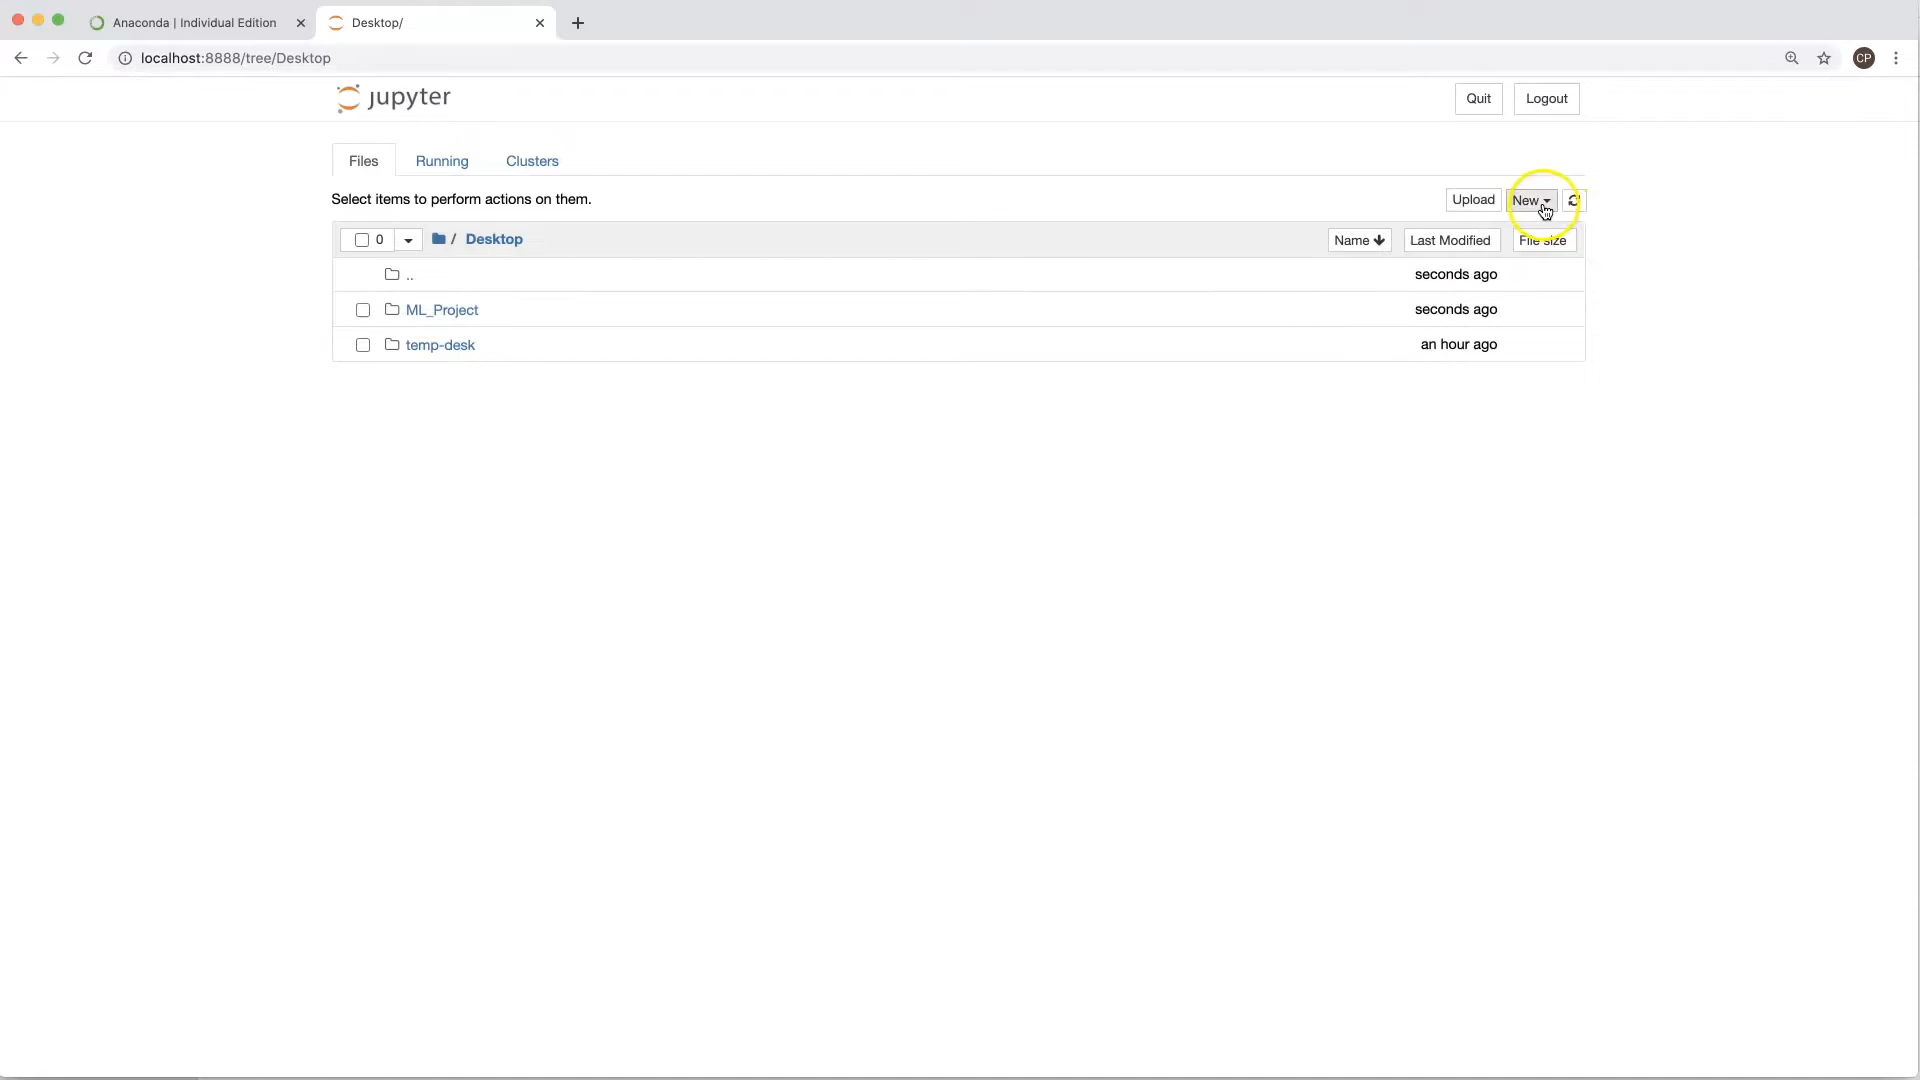 Anaconda | Individual Edition
Desktop/
localhost:8888/tree/Desktop
CP
jupyter
Quit
Logout
Files
Running
Clusters
Select items to perform actions on them.
Upload
New
0
/ Desktop
Name
Last Modified
File size
..
seconds ago
ML_Project
seconds ago
temp-desk
an hour ago